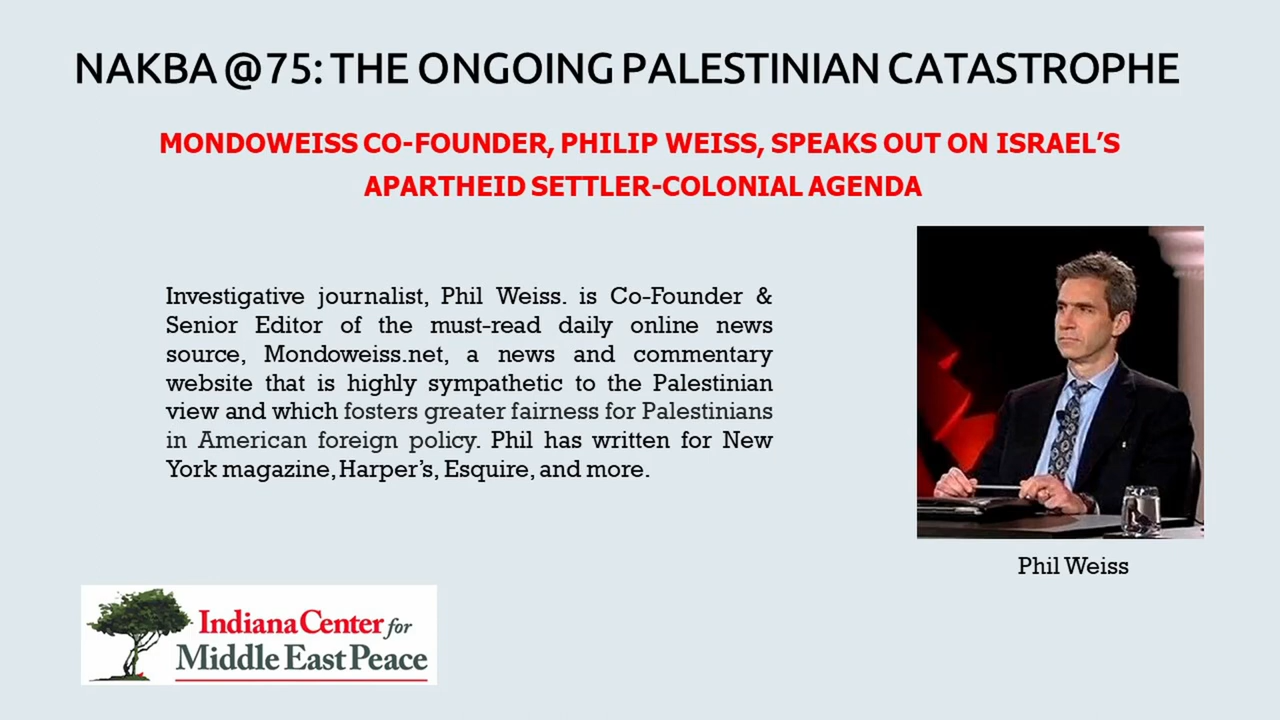 NAKBA @75: THE ONGOING PALESTINIAN CATASTROPHE
MONDOWEISS CO-FOUNDER, PHILIP WEISS, SPEAKS OUT ON ISRAEL'S
APARTHEID SETTLER-COLONIAL AGENDA
Investigative journalist, Phil Weiss. is Co-Founder &
Senior Editor of the must-read daily online news
source, Mondoweiss.net, a news and commentary
website that is highly sympathetic to the Palestinian
view and which fosters greater fairness for Palestinians
in American foreign policy. Phil has written for New
York magazine, Harper's, Esquire, and more.
Phil Weiss
Indiana Center for
Middle East Peace